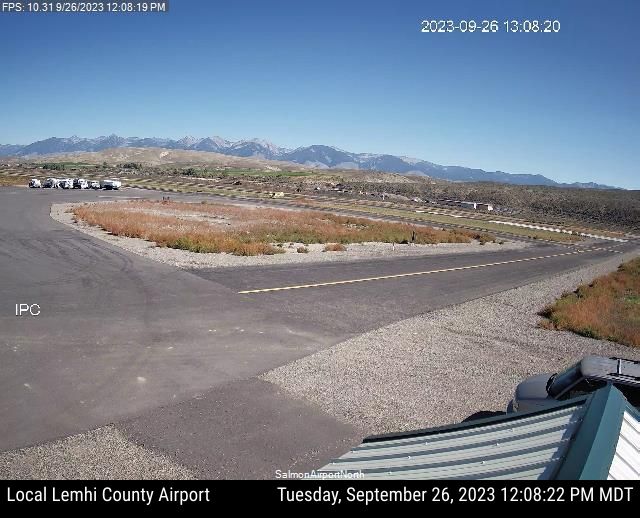 FPS: 10.31 9/26/2023 12:08:19 PM
2023-09-26 13:08:20
IPC
SalmonAirportNorth
Local Lemhi County Airport Tuesday, September 26, 2023 12:08:22 PM MDT